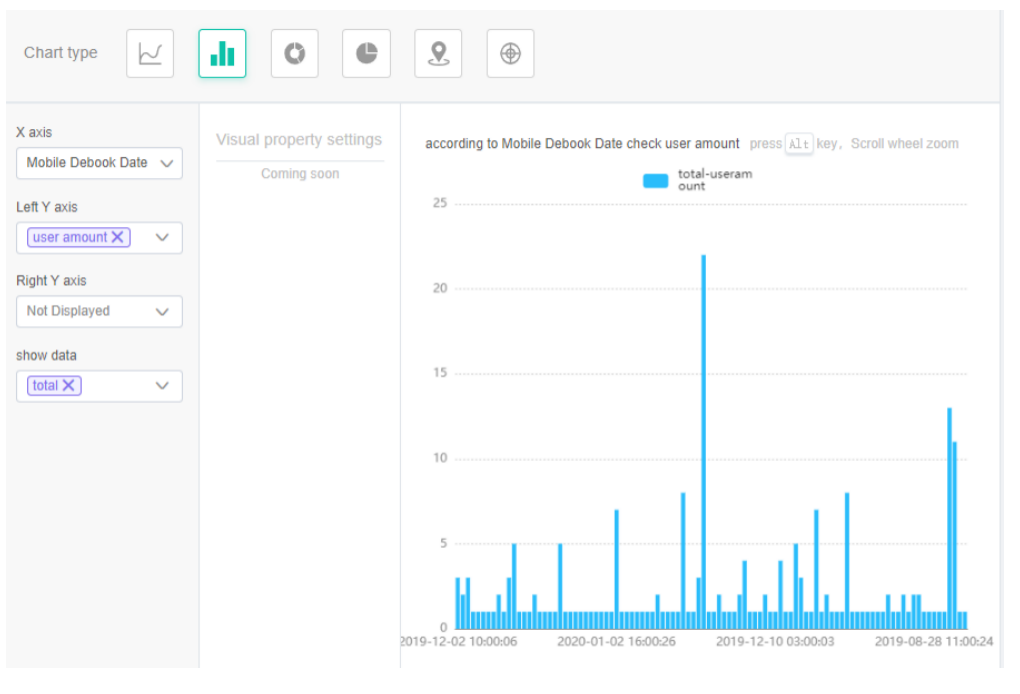 Chart type
X axis
Mobile Debook Date
Left Y axis
user amount
Right Y axis
Not Displayed
show data
total
Visual property settings
Coming soon
according to Mobile Debook Date check user amount press Alt key, Scroll wheel zoom
total-useram
ount
25
20
15
10
5
0
2019-12-02 10:00:06 2020-01-02 16:00:26 2019-12-10 03:00:03 2019-08-28 11:00:24